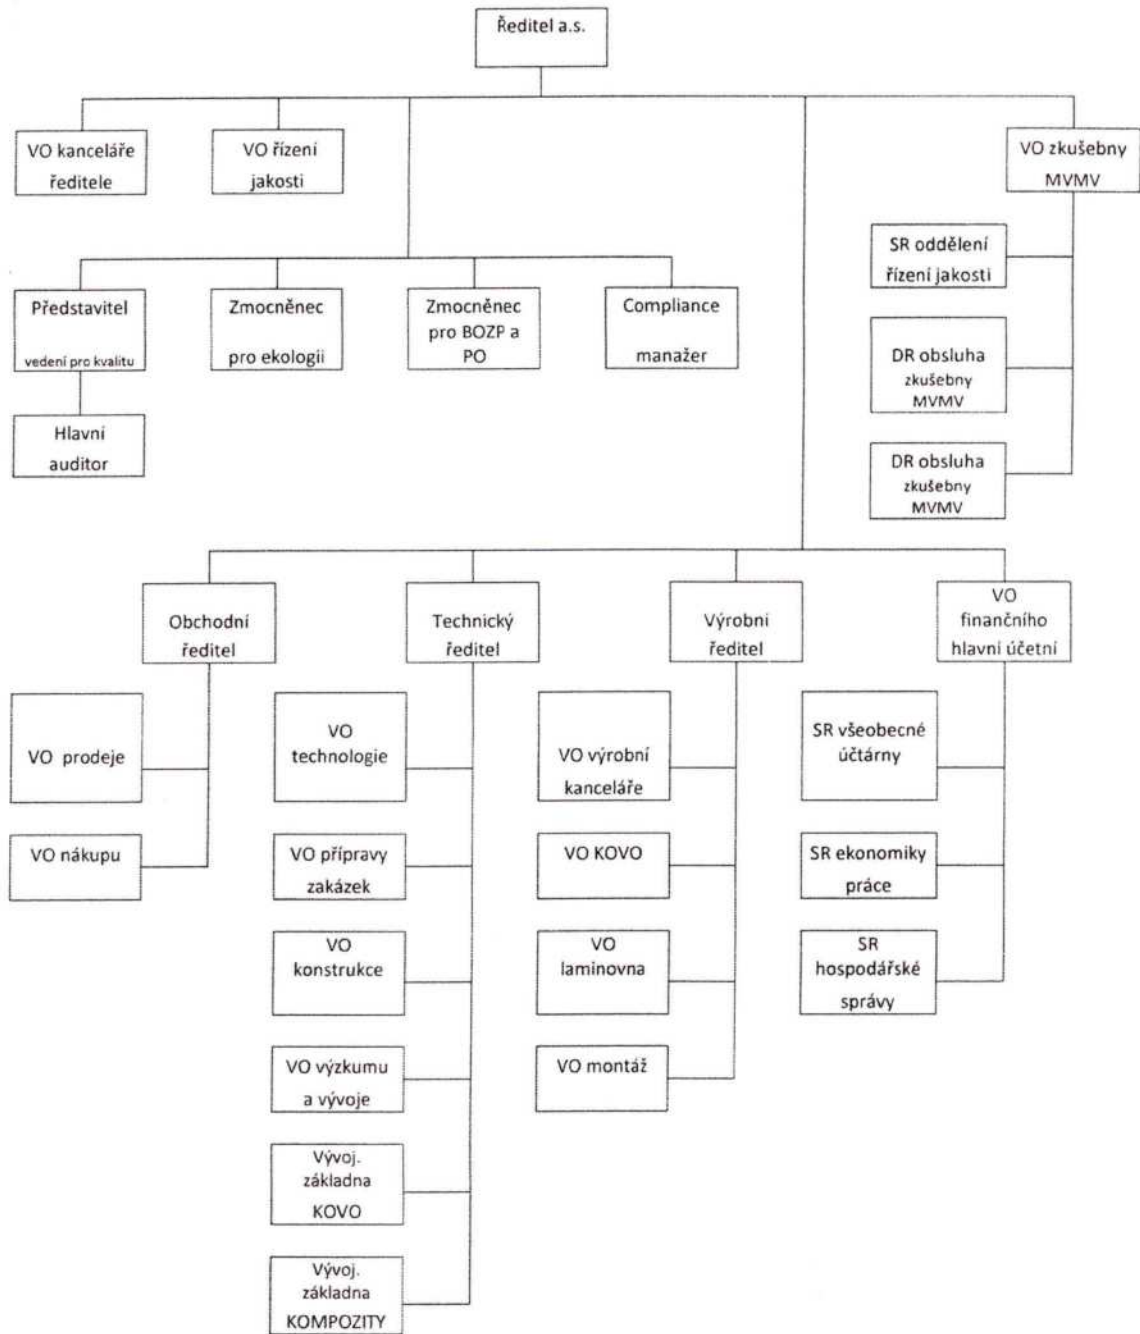 Ředitel a.s.
VO kanceláře
ředitele
VO řízení
jakosti
VO zkušebny
MVMV
SR oddělení
řízení jakosti
Představitel
vedení pro kvalitu
Zmocněnec
pro ekologii
Zmocněnec
pro BOZP a
PO
Compliance
manažer
DR obsluha
zkušebny
MVMV
Hlavní
auditor
DR obsluha
zkušebny
MVMV
Obchodní
ředitel
Technický
ředitel
Výrobní
ředitel
VO
finančního
hlavní účetní
VO prodeje
VO
technologie
VO výrobní
kanceláře
SR všeobecné
účtárny
VO nákupu
VO přípravy
zakázek
VO KOVO
SR ekonomiky
práce
VO
konstrukce
VO
laminovna
SR
hospodářské
správy
VO výzkumu
a vývoje
VO montáž
Vývoj.
základna
KOVO
Vývoj.
základna
KOMPOZITY